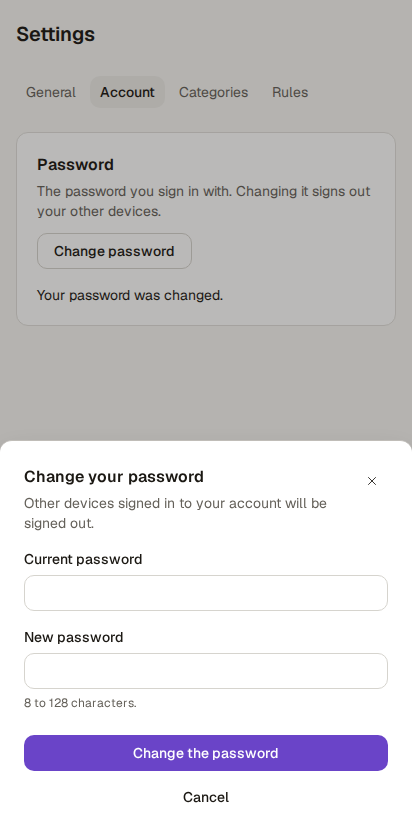 Settings
General Account Categories Rules
Password
The password you sign in with. Changing it signs out
your other devices.
Change password
Your password was changed.
Change your password
Other devices signed in to your account will be
signed out.
Current password
New password
8 to 128 characters.
Change the password
Cancel